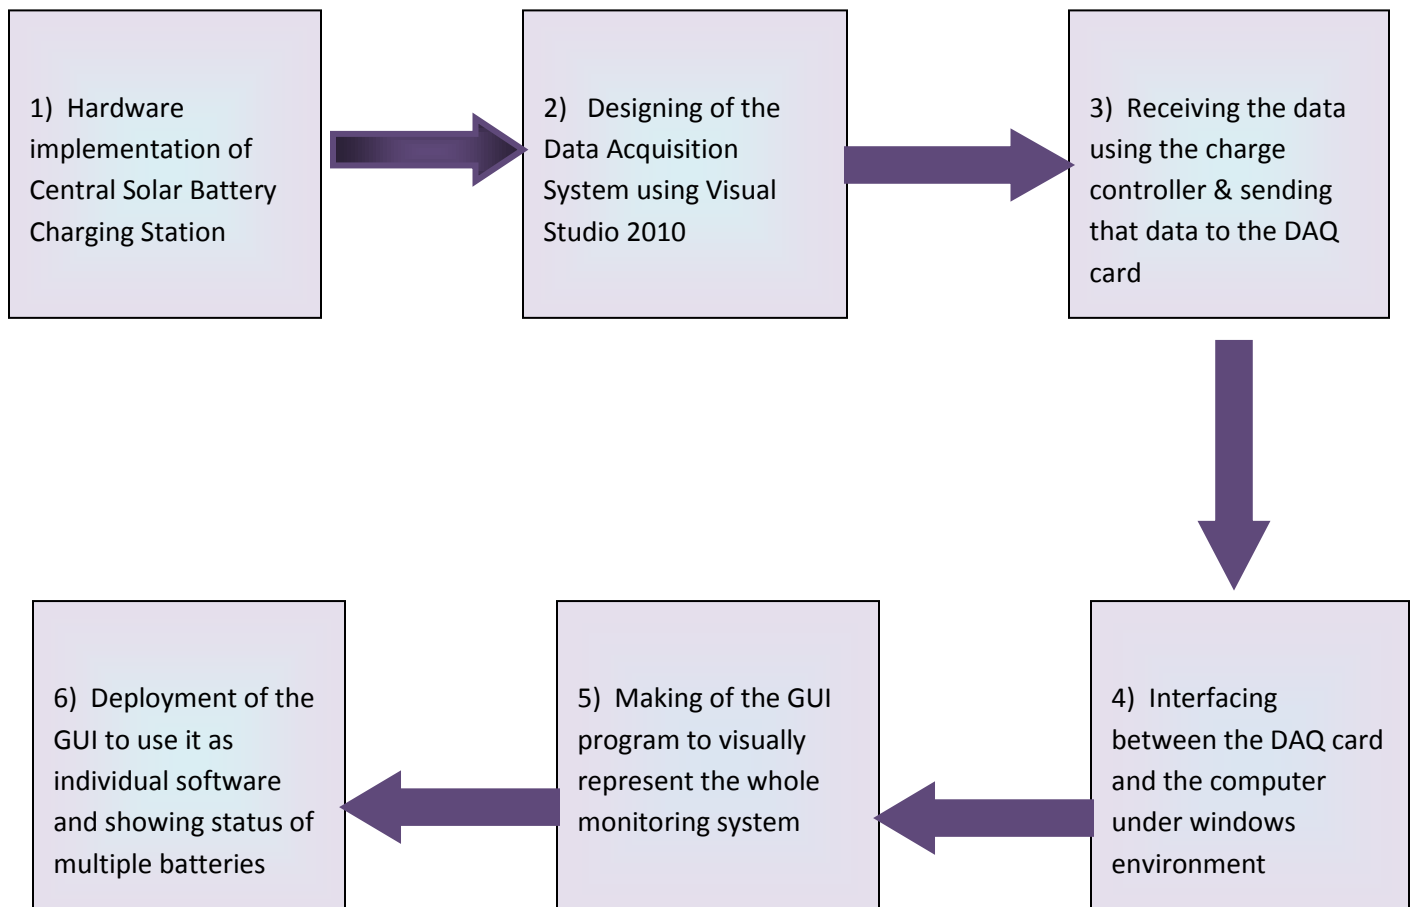 1) Hardware
implementation of
Central Solar Battery
Charging Station
2) Designing of the
Data Acquisition
System using Visual
Studio 2010
3) Receiving the data
using the charge
controller & sending
that data to the DAQ
card
4) Interfacing
between the DAQ card
and the computer
under windows
environment
5) Making of the GUI
program to visually
represent the whole
monitoring system
6) Deployment of the
GUI to use it as
individual software
and showing status of
multiple batteries